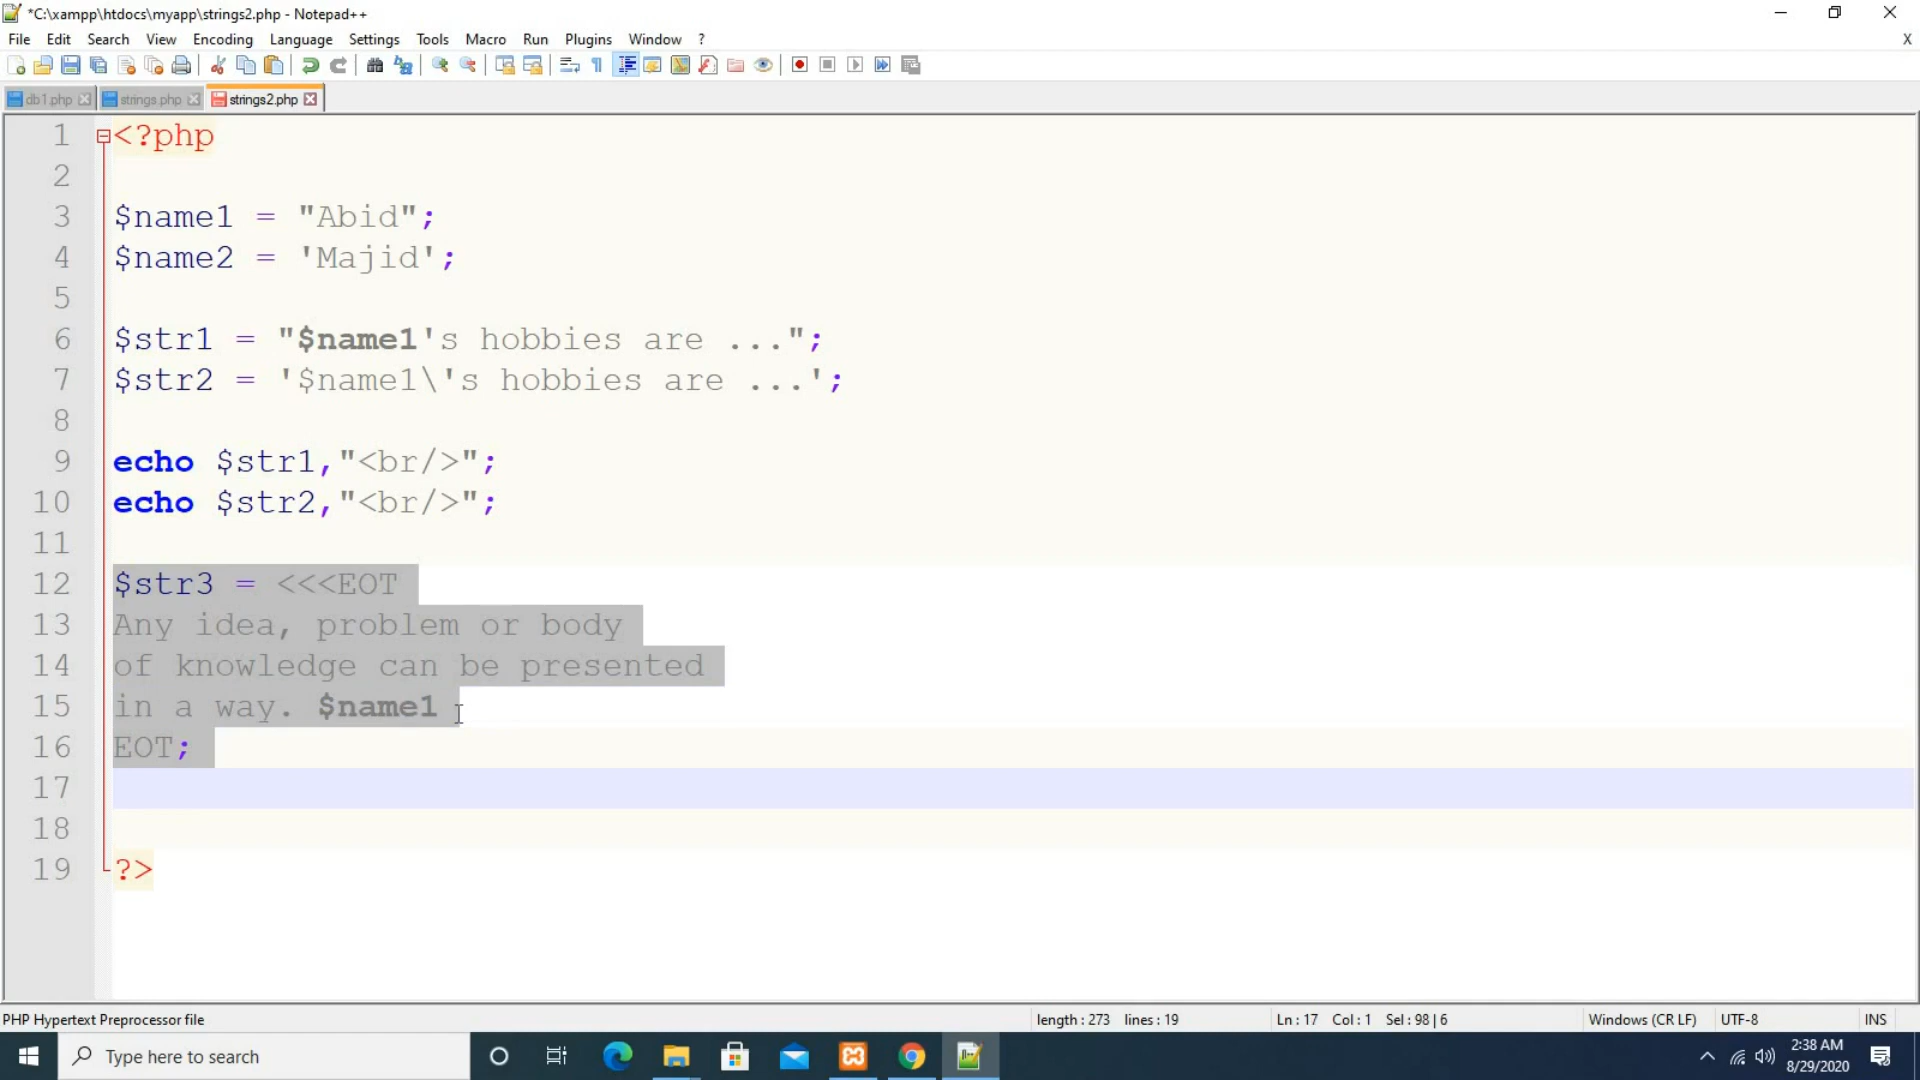 *C:\xampp\htdocs\myapp\strings2.php - Notepad++
File Edit Search View Encoding Language Settings Tools Macro Run Plugins Window ? X
db1.php strings.php strings2.php
1 <?php
2
3 $name1 = "Abid";
4 $name2 = 'Majid';
5
6 $str1 = "$name1's hobbies are ...";
7 $str2 = '$name1\'s hobbies are ...';
8
9 echo $str1,"<br/>";
10 echo $str2,"<br/>";
11
12 $str3 = <<<EOT
13 Any idea, problem or body
14 of knowledge can be presented
15 in a way. $name1
16 EOT;
17
18
19 ?>
PHP Hypertext Preprocessor file length : 273 lines : 19 Ln : 17 Col : 1 Sel : 98 | 6 Windows (CR LF) UTF-8 INS
Type here to search
2:38 AM
8/29/2020